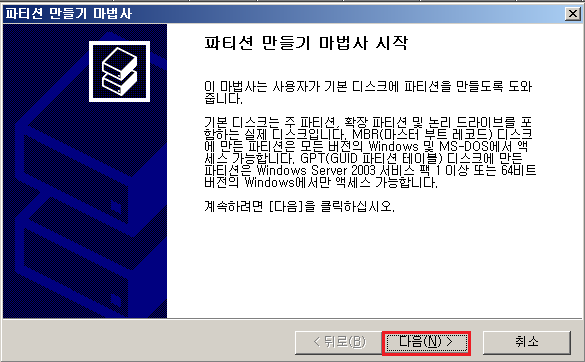 파티션 만들기 마법사
파티션 만들기 마법사 시작
이 마법사는 사용자가 기본 디스크에 파티션을 만들도록 도와
줍니다.
기본 디스크는 주 파티션, 확장 파티션 및 논리 드라이브를 포
함하는 실제 디스크입니다. MBR(마스터 부트 레코드) 디스크
에 만든 파티션은 모든 버전의 Windows 및 MS-DOS에서 액
세스 가능합니다. GPT(GUID 파티션 테이블) 디스크에 만든
파티션은 Windows Server 2003 서비스 팩 1 이상 또는 64비트
버전의 Windows에서만 액세스 가능합니다.
계속하려면 [다음]을 클릭하십시오.
< 뒤로(B) 다음(N) > 취소